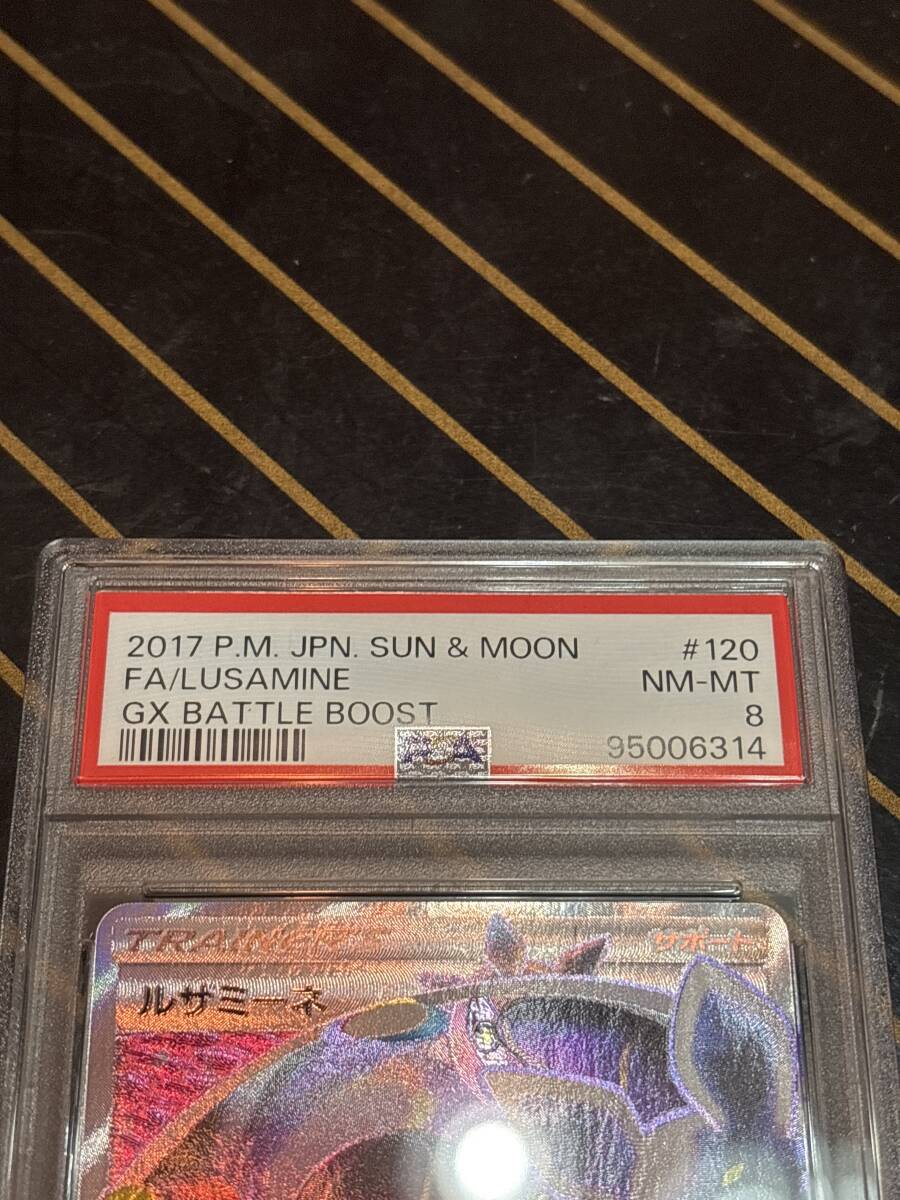 2017 P.M. JPN. SUN & MOON #120
FA/LUSAMINE NM-MT
GX BATTLE BOOST 8
95006314
PSA
TRAINER'S サポート
ルサミーネ